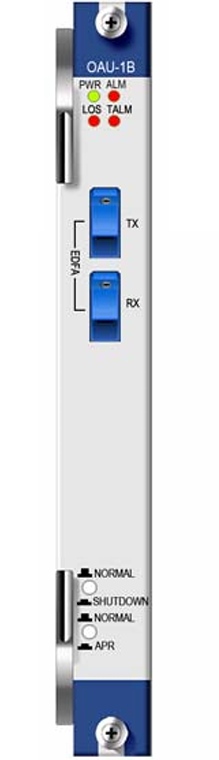 OAU-1B
PWR ALM
LOS TALM
TX
EDFA
RX
NORMAL
SHUTDOWN
NORMAL
APR